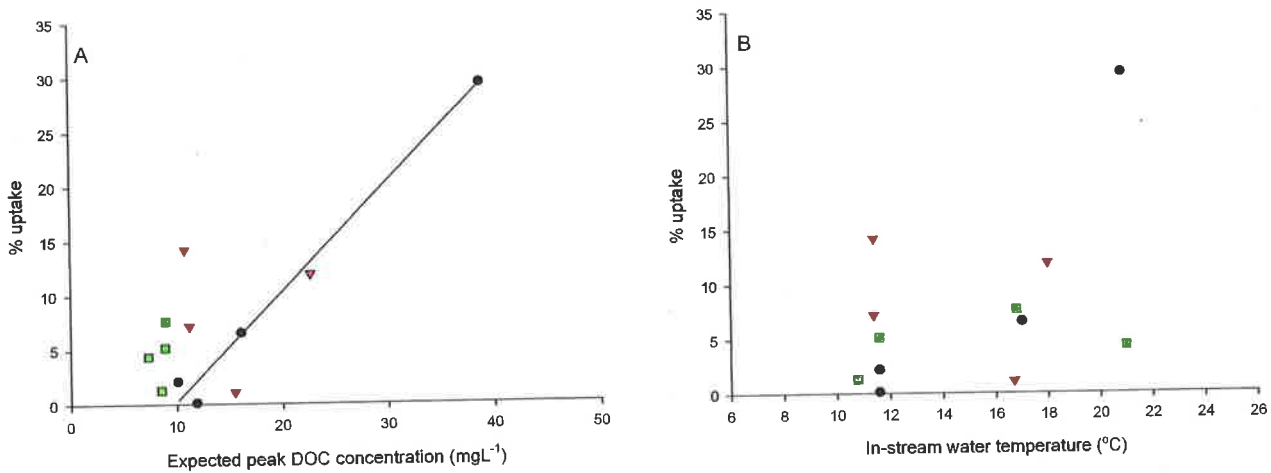 A
35
30
25
20
15
10
5
0
% uptake
0 10 20 30 40 50
Expected peak DOC concentration (mgL⁻¹)
B
35
30
25
20
15
10
5
0
% uptake
6 8 10 12 14 16 18 20 22 24 26
In-stream water temperature (°C)